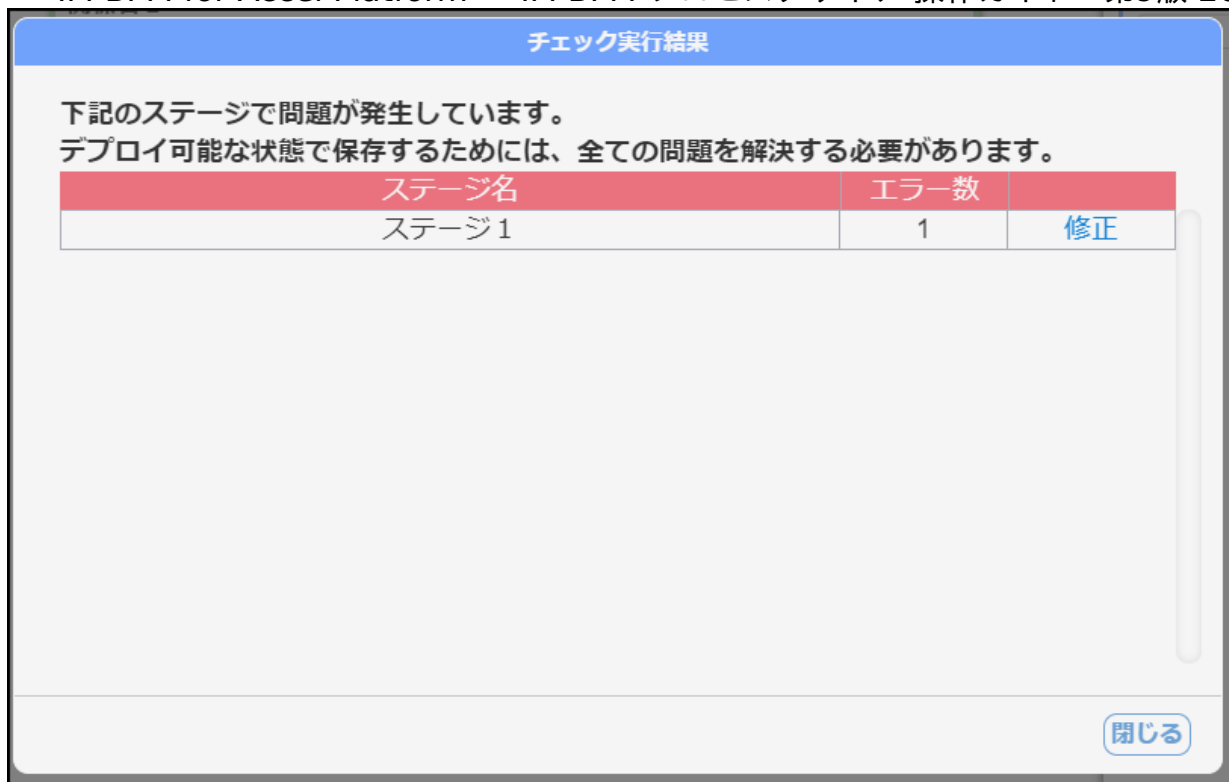 チェック実行結果
下記のステージで問題が発生しています。
デプロイ可能な状態で保存するためには、全ての問題を解決する必要があります。
ステージ名 エラー数
ステージ1 1 修正
閉じる